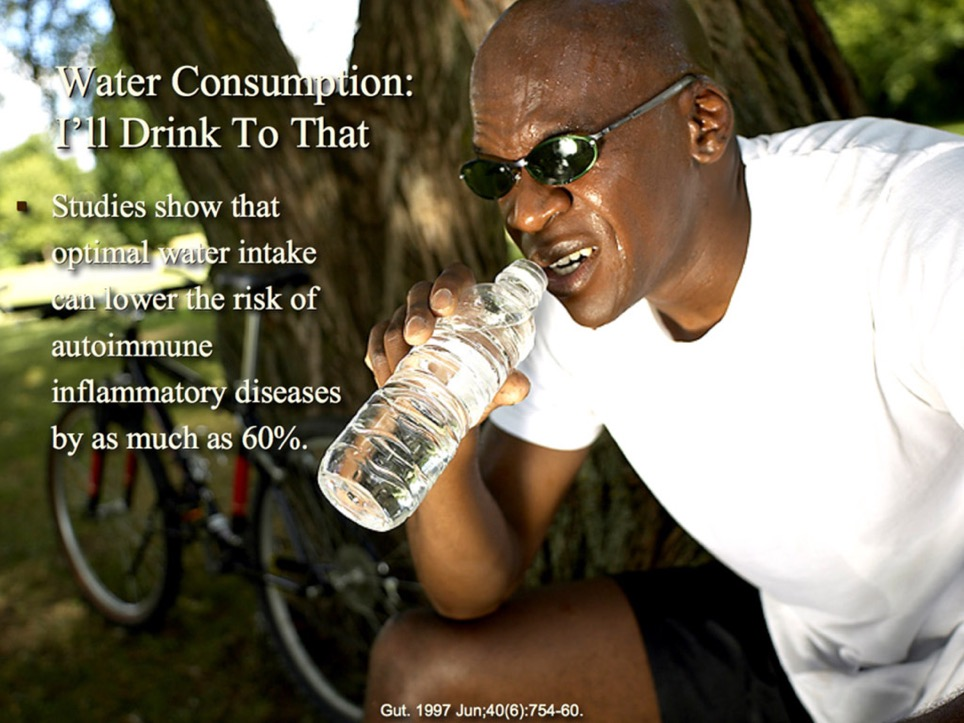 Water Consumption:
I’ll Drink To That
Studies show that
optimal water intake
can lower the risk of
autoimmune
inflammatory diseases
by as much as 60%.
Gut. 1997 Jun;40(6):754-60.